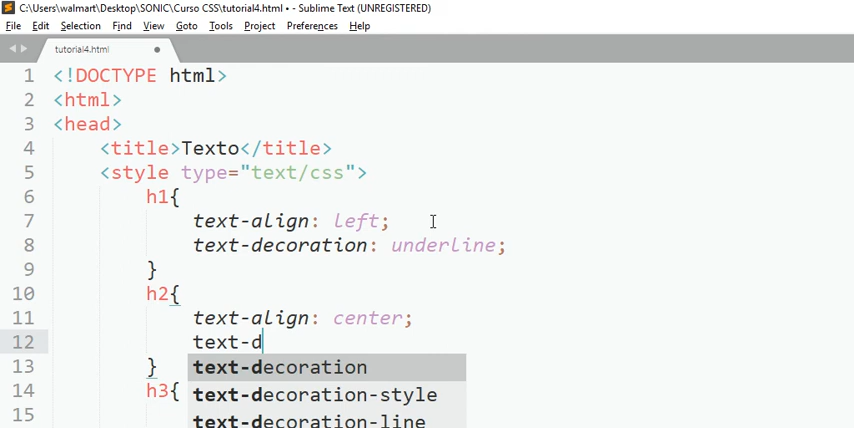 C:\Users\walmart\Desktop\SONIC\Curso CSS\tutorial4.html • - Sublime Text (UNREGISTERED)
File Edit Selection Find View Goto Tools Project Preferences Help
tutorial4.html
1 <!DOCTYPE html>
2 <html>
3 <head>
4 <title>Texto</title>
5 <style type="text/css">
6 h1{
7 text-align: left;
8 text-decoration: underline;
9 }
10 h2{
11 text-align: center;
12 text-d
13 } text-decoration
14 h3{ text-decoration-style
15 text-decoration-line